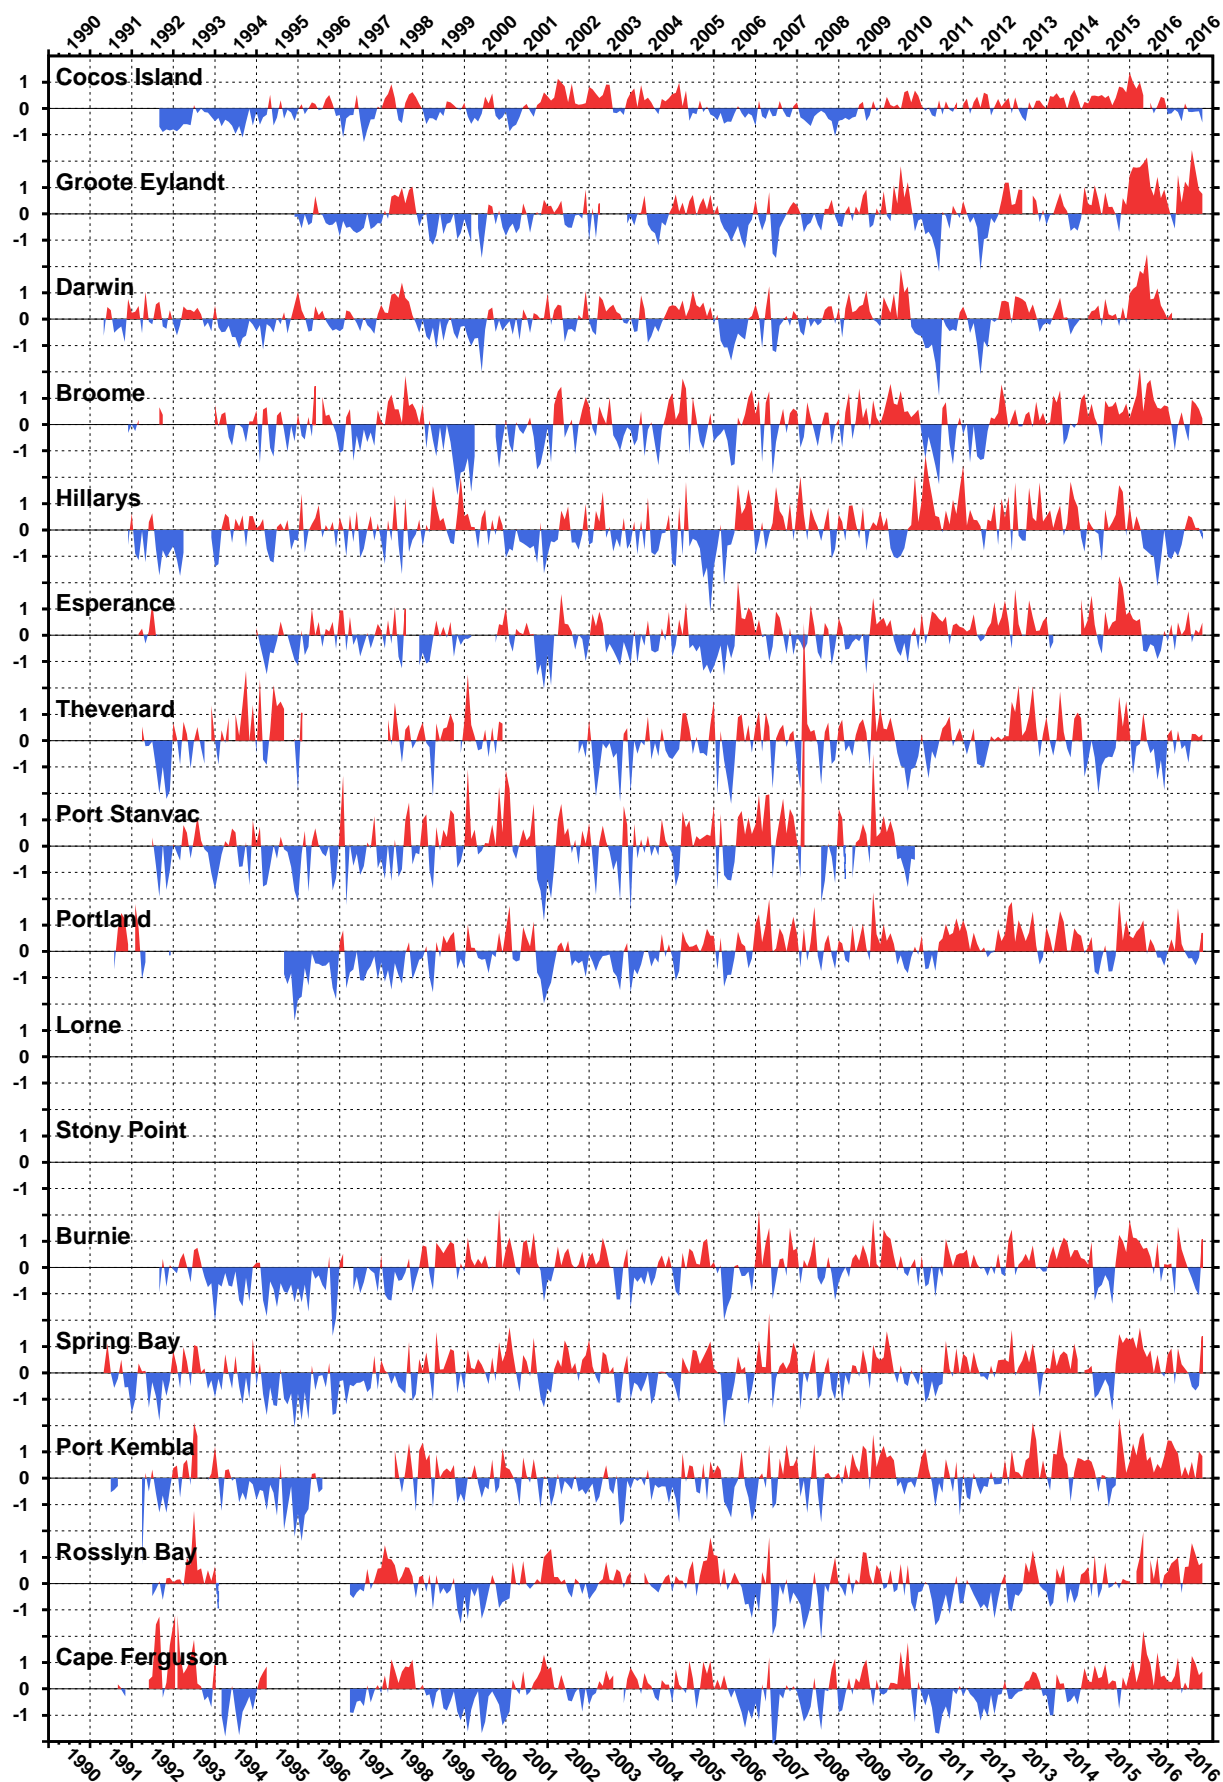 1990 1991 1992 1993 1994 1995 1996 1997 1998 1999 2000 2001 2002 2003 2004 2005 2006 2007 2008 2009 2010 2011 2012 2013 2014 2015 2016 2016
Cocos Island
1
0
-1
Groote Eylandt
1
0
-1
Darwin
1
0
-1
Broome
1
0
-1
Hillarys
1
0
-1
Esperance
1
0
-1
Thevenard
1
0
-1
Port Stanvac
1
0
-1
Portland
1
0
-1
Lorne
1
0
-1
Stony Point
1
0
-1
Burnie
1
0
-1
Spring Bay
1
0
-1
Port Kembla
1
0
-1
Rosslyn Bay
1
0
-1
Cape Ferguson
1
0
-1
1990 1991 1992 1993 1994 1995 1996 1997 1998 1999 2000 2001 2002 2003 2004 2005 2006 2007 2008 2009 2010 2011 2012 2013 2014 2015 2016 2016